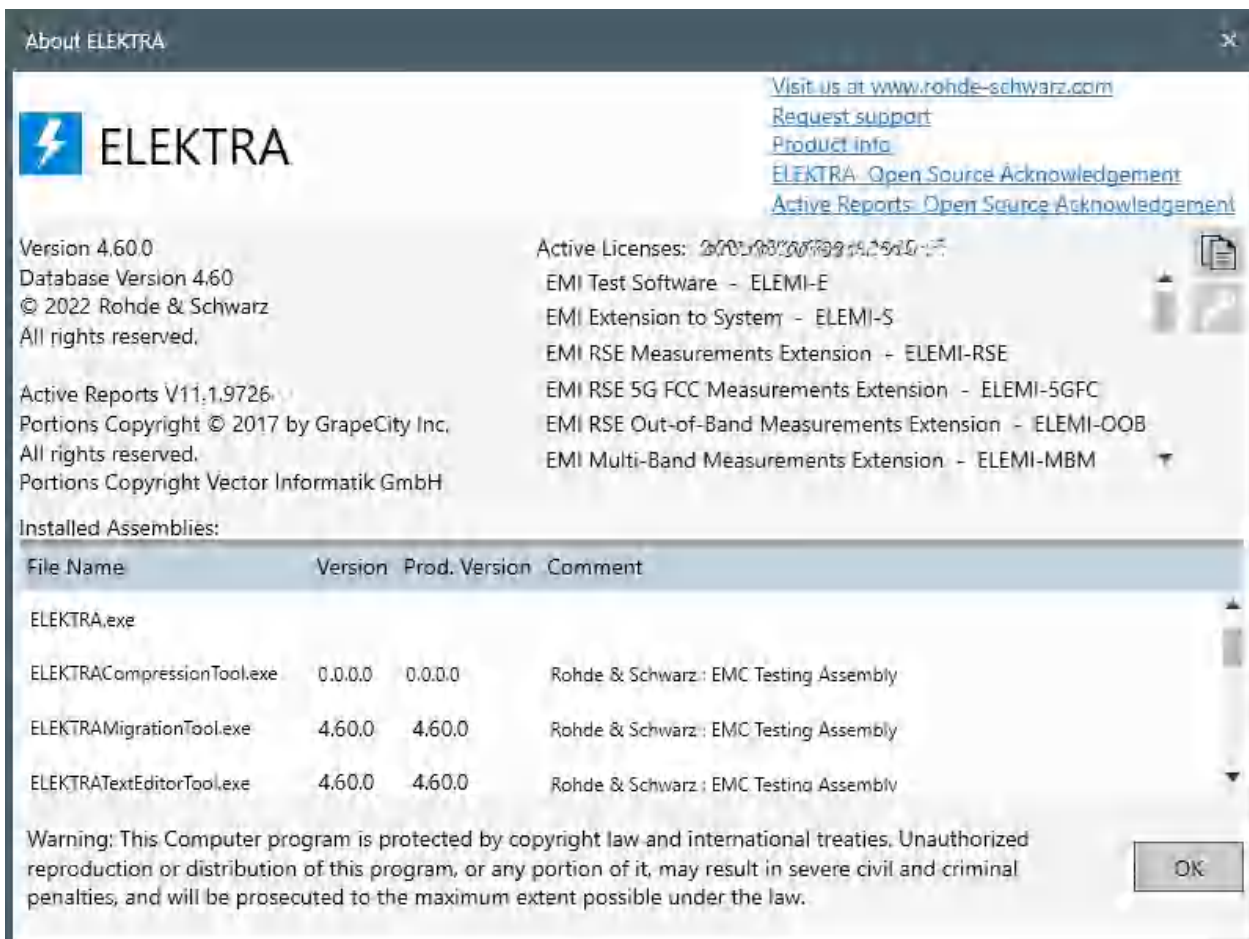 About ELEKTRA
Visit us at www.rohde-schwarz.com
Request support
Product info
ELEKTRA Open Source Acknowledgement
Active Reports: Open Source Acknowledgement
ELEKTRA
Version 4.60.0
Database Version 4.60
© 2022 Rohde & Schwarz
All rights reserved.
Active Reports V11.1.9726
Portions Copyright © 2017 by GrapeCity Inc.
All rights reserved.
Portions Copyright Vector Informatik GmbH
Active Licenses:
EMI Test Software - ELEMI-E
EMI Extension to System - ELEMI-S
EMI RSE Measurements Extension - ELEMI-RSE
EMI RSE 5G FCC Measurements Extension - ELEMI-5GFC
EMI RSE Out-of-Band Measurements Extension - ELEMI-OOB
EMI Multi-Band Measurements Extension - ELEMI-MBM
Installed Assemblies:
File Name Version Prod. Version Comment
ELEKTRA.exe
ELEKTRACompressionTool.exe 0.0.0.0 0.0.0.0 Rohde & Schwarz : EMC Testing Assembly
ELEKTRAMigrationTool.exe 4.60.0 4.60.0 Rohde & Schwarz : EMC Testing Assembly
ELEKTRATextEditorTool.exe 4.60.0 4.60.0 Rohde & Schwarz : EMC Testing Assembly
Warning: This Computer program is protected by copyright law and international treaties. Unauthorized
reproduction or distribution of this program, or any portion of it, may result in severe civil and criminal
penalties, and will be prosecuted to the maximum extent possible under the law.
OK